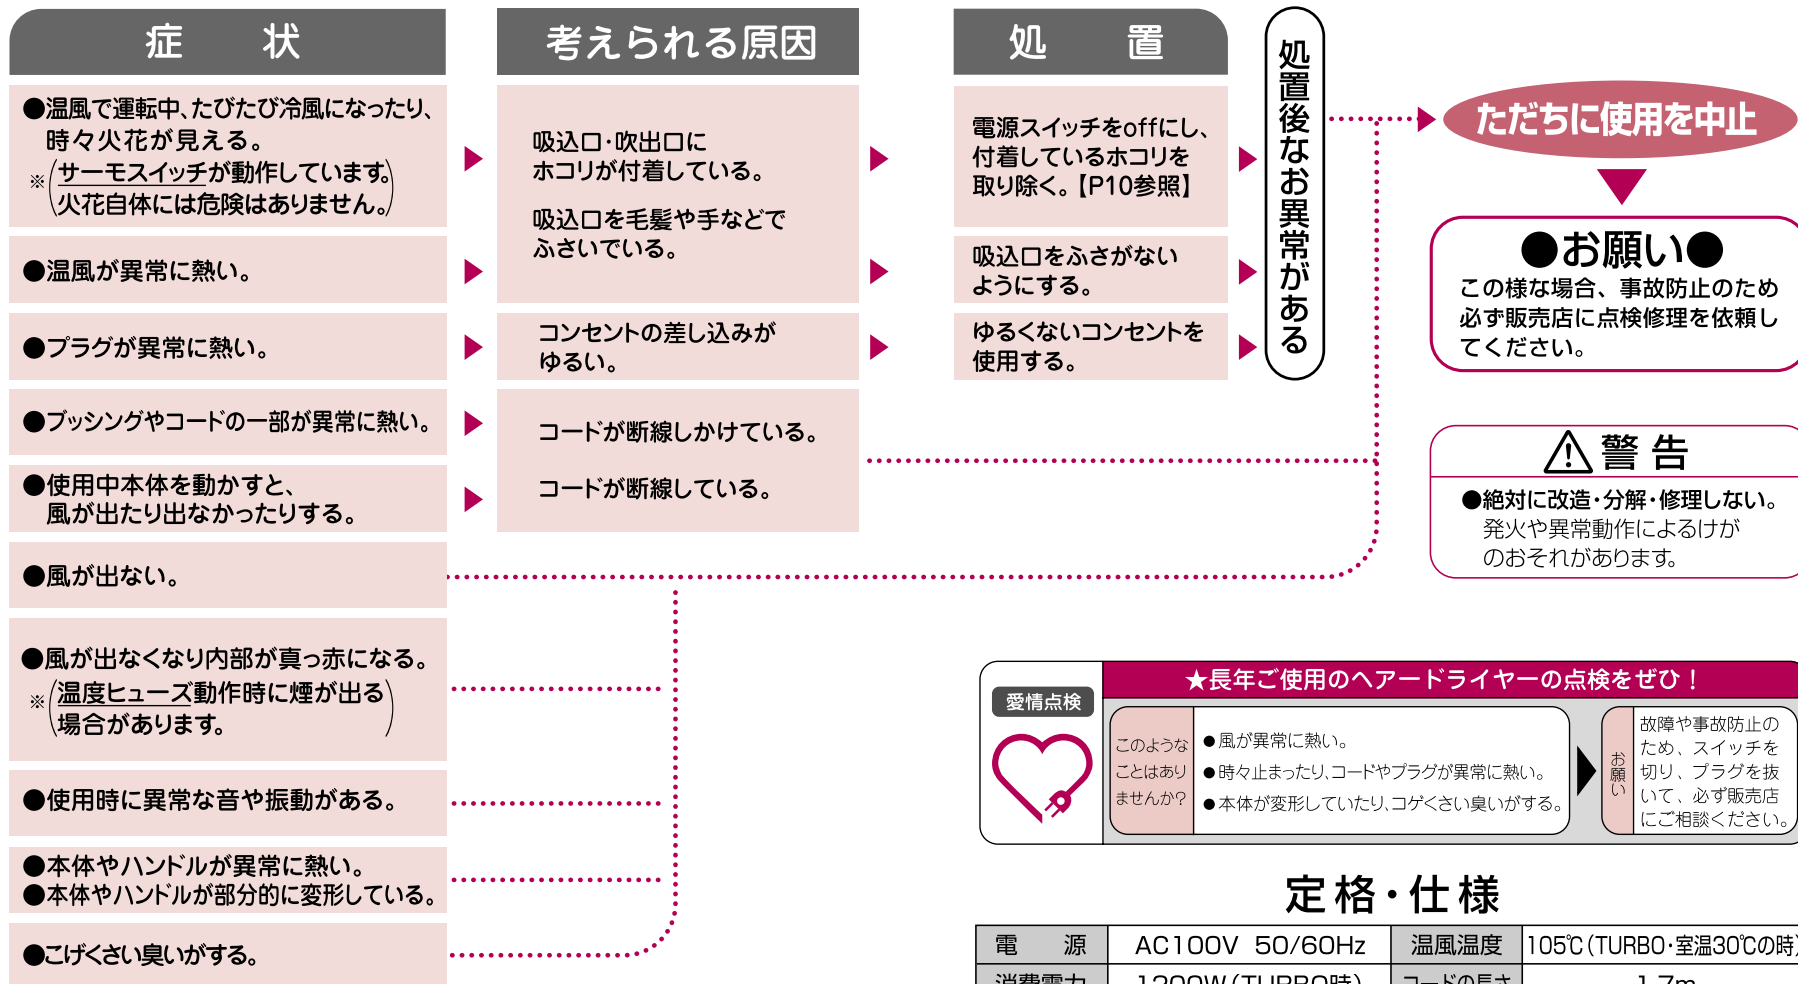 症　状
考えられる原因
処　置
●温風で運転中、たびたび冷風になったり、
時々火花が見える。
※(サーモスイッチが動作しています。
火花自体には危険はありません。)
●温風が異常に熱い。
●プラグが異常に熱い。
●ブッシングやコードの一部が異常に熱い。
●使用中本体を動かすと、
風が出たり出なかったりする。
●風が出ない。
●風が出なくなり内部が真っ赤になる。
※(温度ヒューズ動作時に煙が出る
場合があります。)
●使用時に異常な音や振動がある。
●本体やハンドルが異常に熱い。
●本体やハンドルが部分的に変形している。
●こげくさい臭いがする。
吸込口・吹出口に
ホコリが付着している。
吸込口を毛髪や手などで
ふさいでいる。
コンセントの差し込みが
ゆるい。
コードが断線しかけている。
コードが断線している。
電源スイッチをoffにし、
付着しているホコリを
取り除く。【P10参照】
吸込口をふさがない
ようにする。
ゆるくないコンセントを
使用する。
処置後なお異常がある
ただちに使用を中止
●お願い●
この様な場合、事故防止のため
必ず販売店に点検修理を依頼し
てください。
⚠警告
●絶対に改造・分解・修理しない。
発火や異常動作によるけが
のおそれがあります。
愛情点検
★長年ご使用のヘアードライヤーの点検をぜひ！
このような
ことはあり
ませんか?
●風が異常に熱い。
●時々止まったり、コードやプラグが異常に熱い。
●本体が変形していたり、コゲくさい臭いがする。
お願い
故障や事故防止の
ため、スイッチを
切り、プラグを抜
いて、必ず販売店
にご相談ください。
定格・仕様
電　源 AC100V 50/60Hz 温風温度 105℃(TURBO・室温30℃の時)
消費電力 1200W(TURBO時) コードの長さ 1.7m